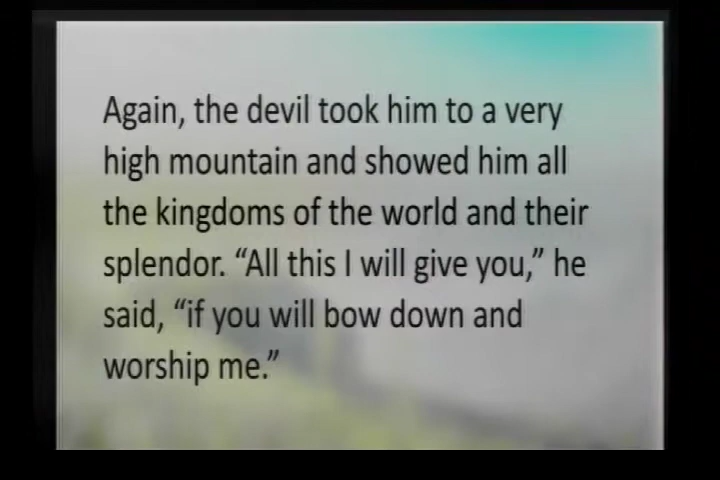 Again, the devil took him to a very
high mountain and showed him all
the kingdoms of the world and their
splendor. “All this I will give you,” he
said, “if you will bow down and
worship me.”